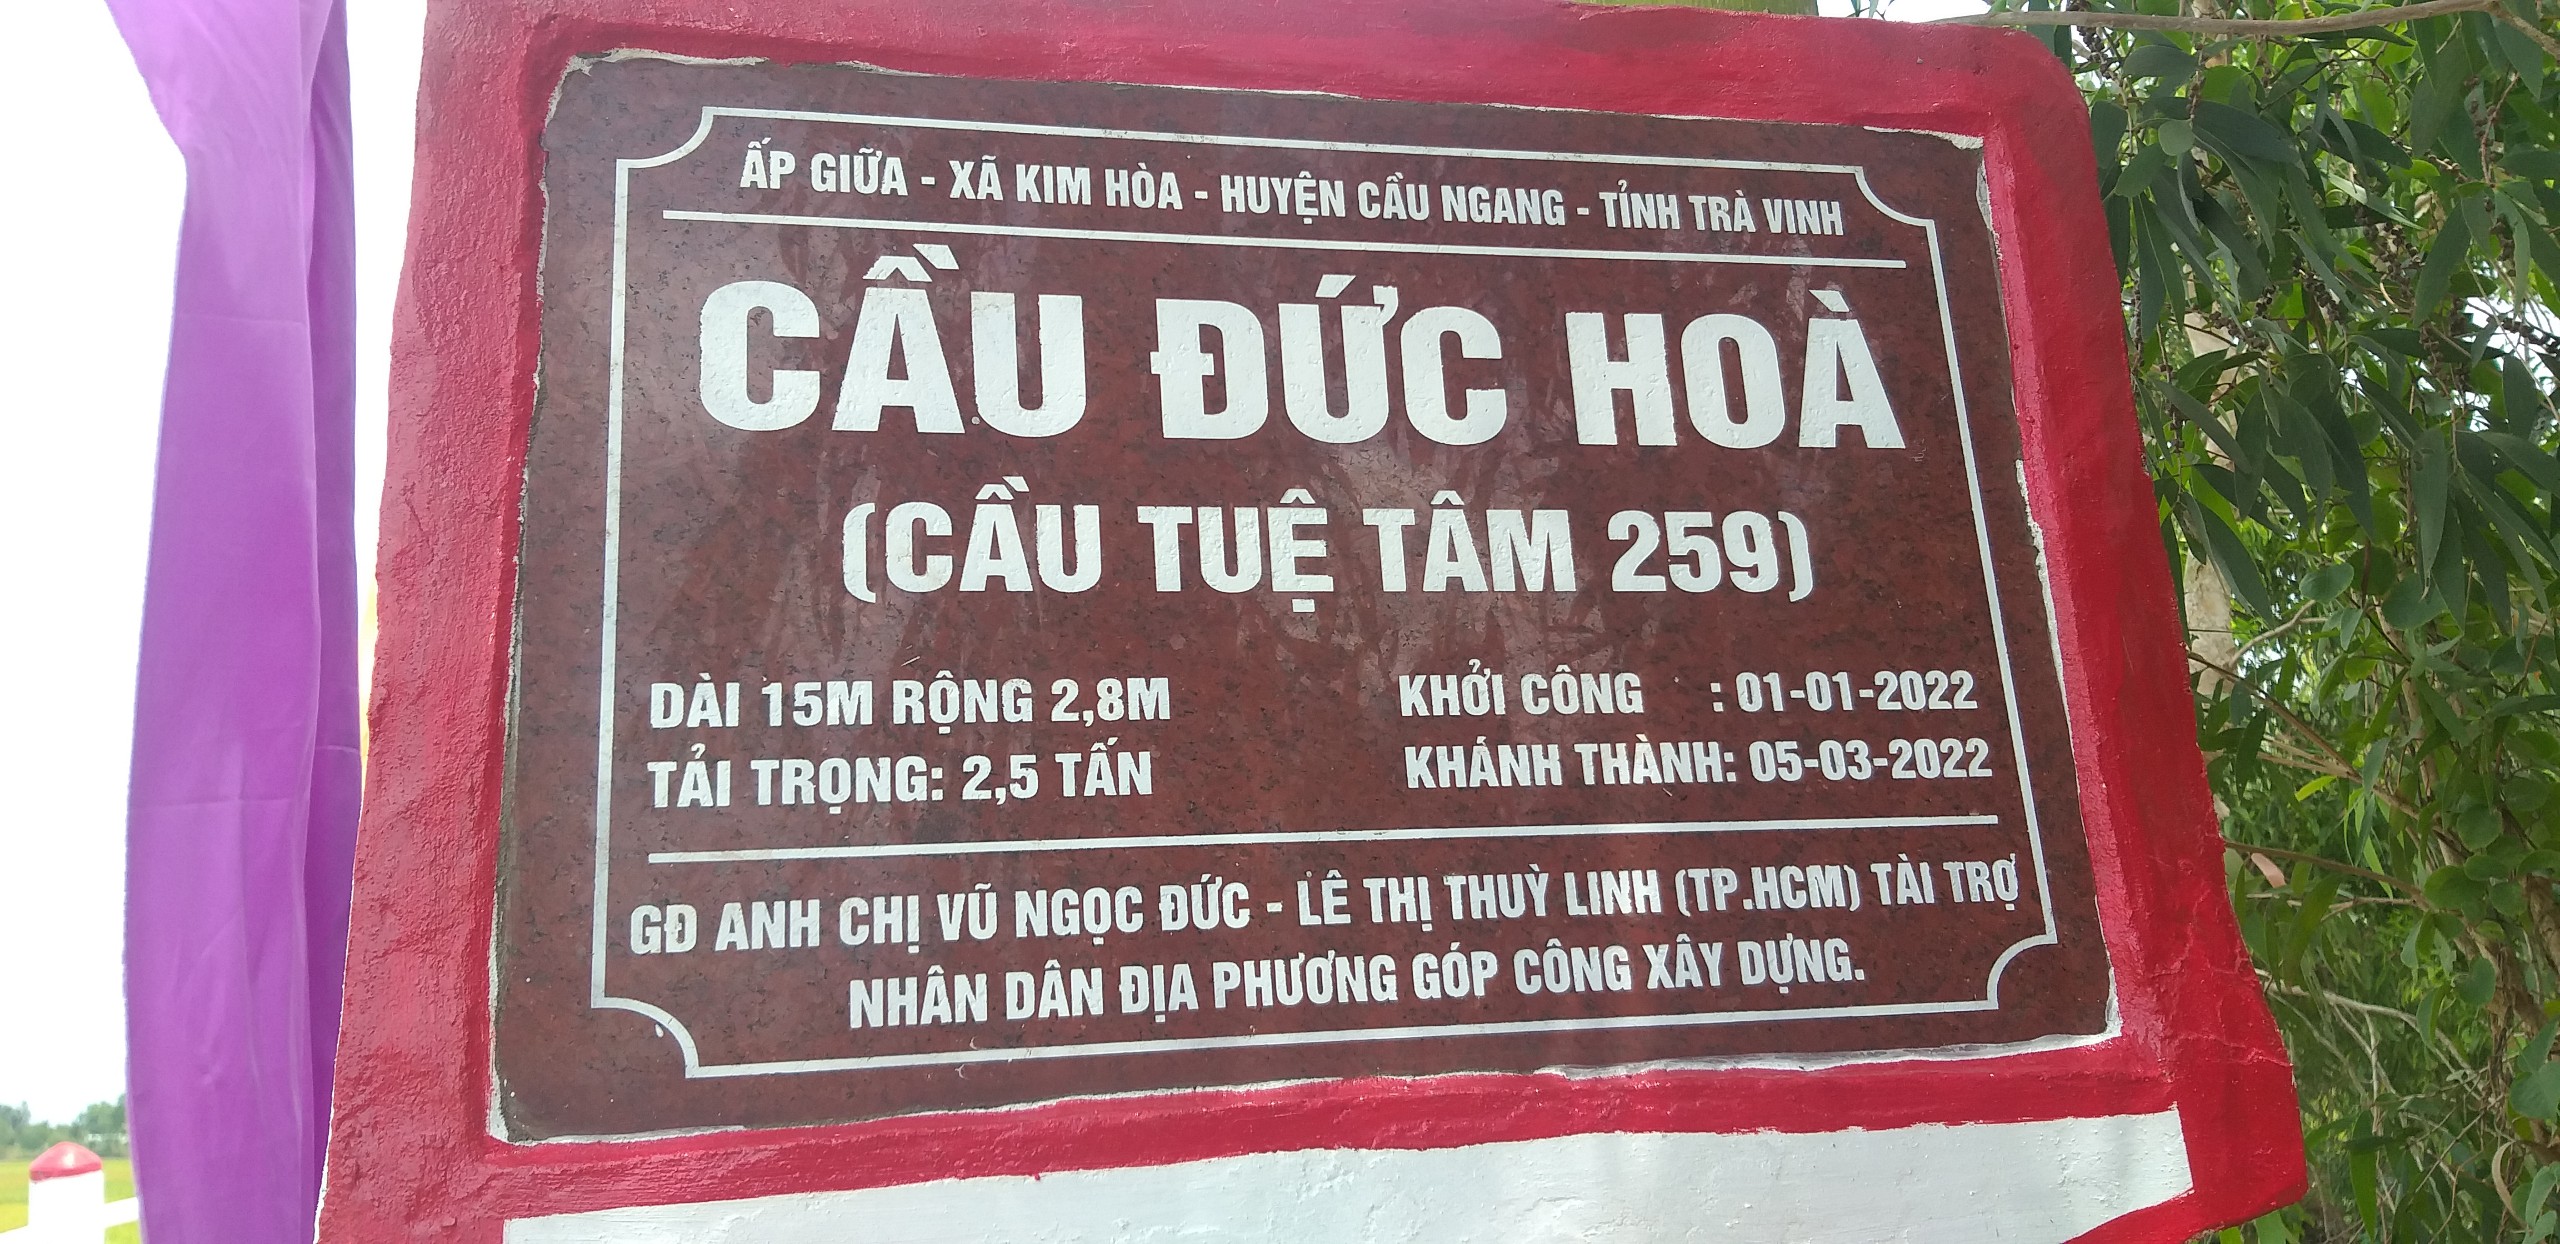 ẤP GIỮA - XÃ KIM HÒA - HUYỆN CẦU NGANG - TỈNH TRÀ VINH
CẦU ĐỨC HOÀ
(CẦU TUỆ TÂM 259)
DÀI 15M RỘNG 2,8M KHỞI CÔNG : 01-01-2022
TẢI TRỌNG: 2,5 TẤN KHÁNH THÀNH: 05-03-2022
GĐ ANH CHỊ VŨ NGỌC ĐỨC - LÊ THỊ THUỲ LINH (TP.HCM) TÀI TRỢ
NHÂN DÂN ĐỊA PHƯƠNG GÓP CÔNG XÂY DỰNG.